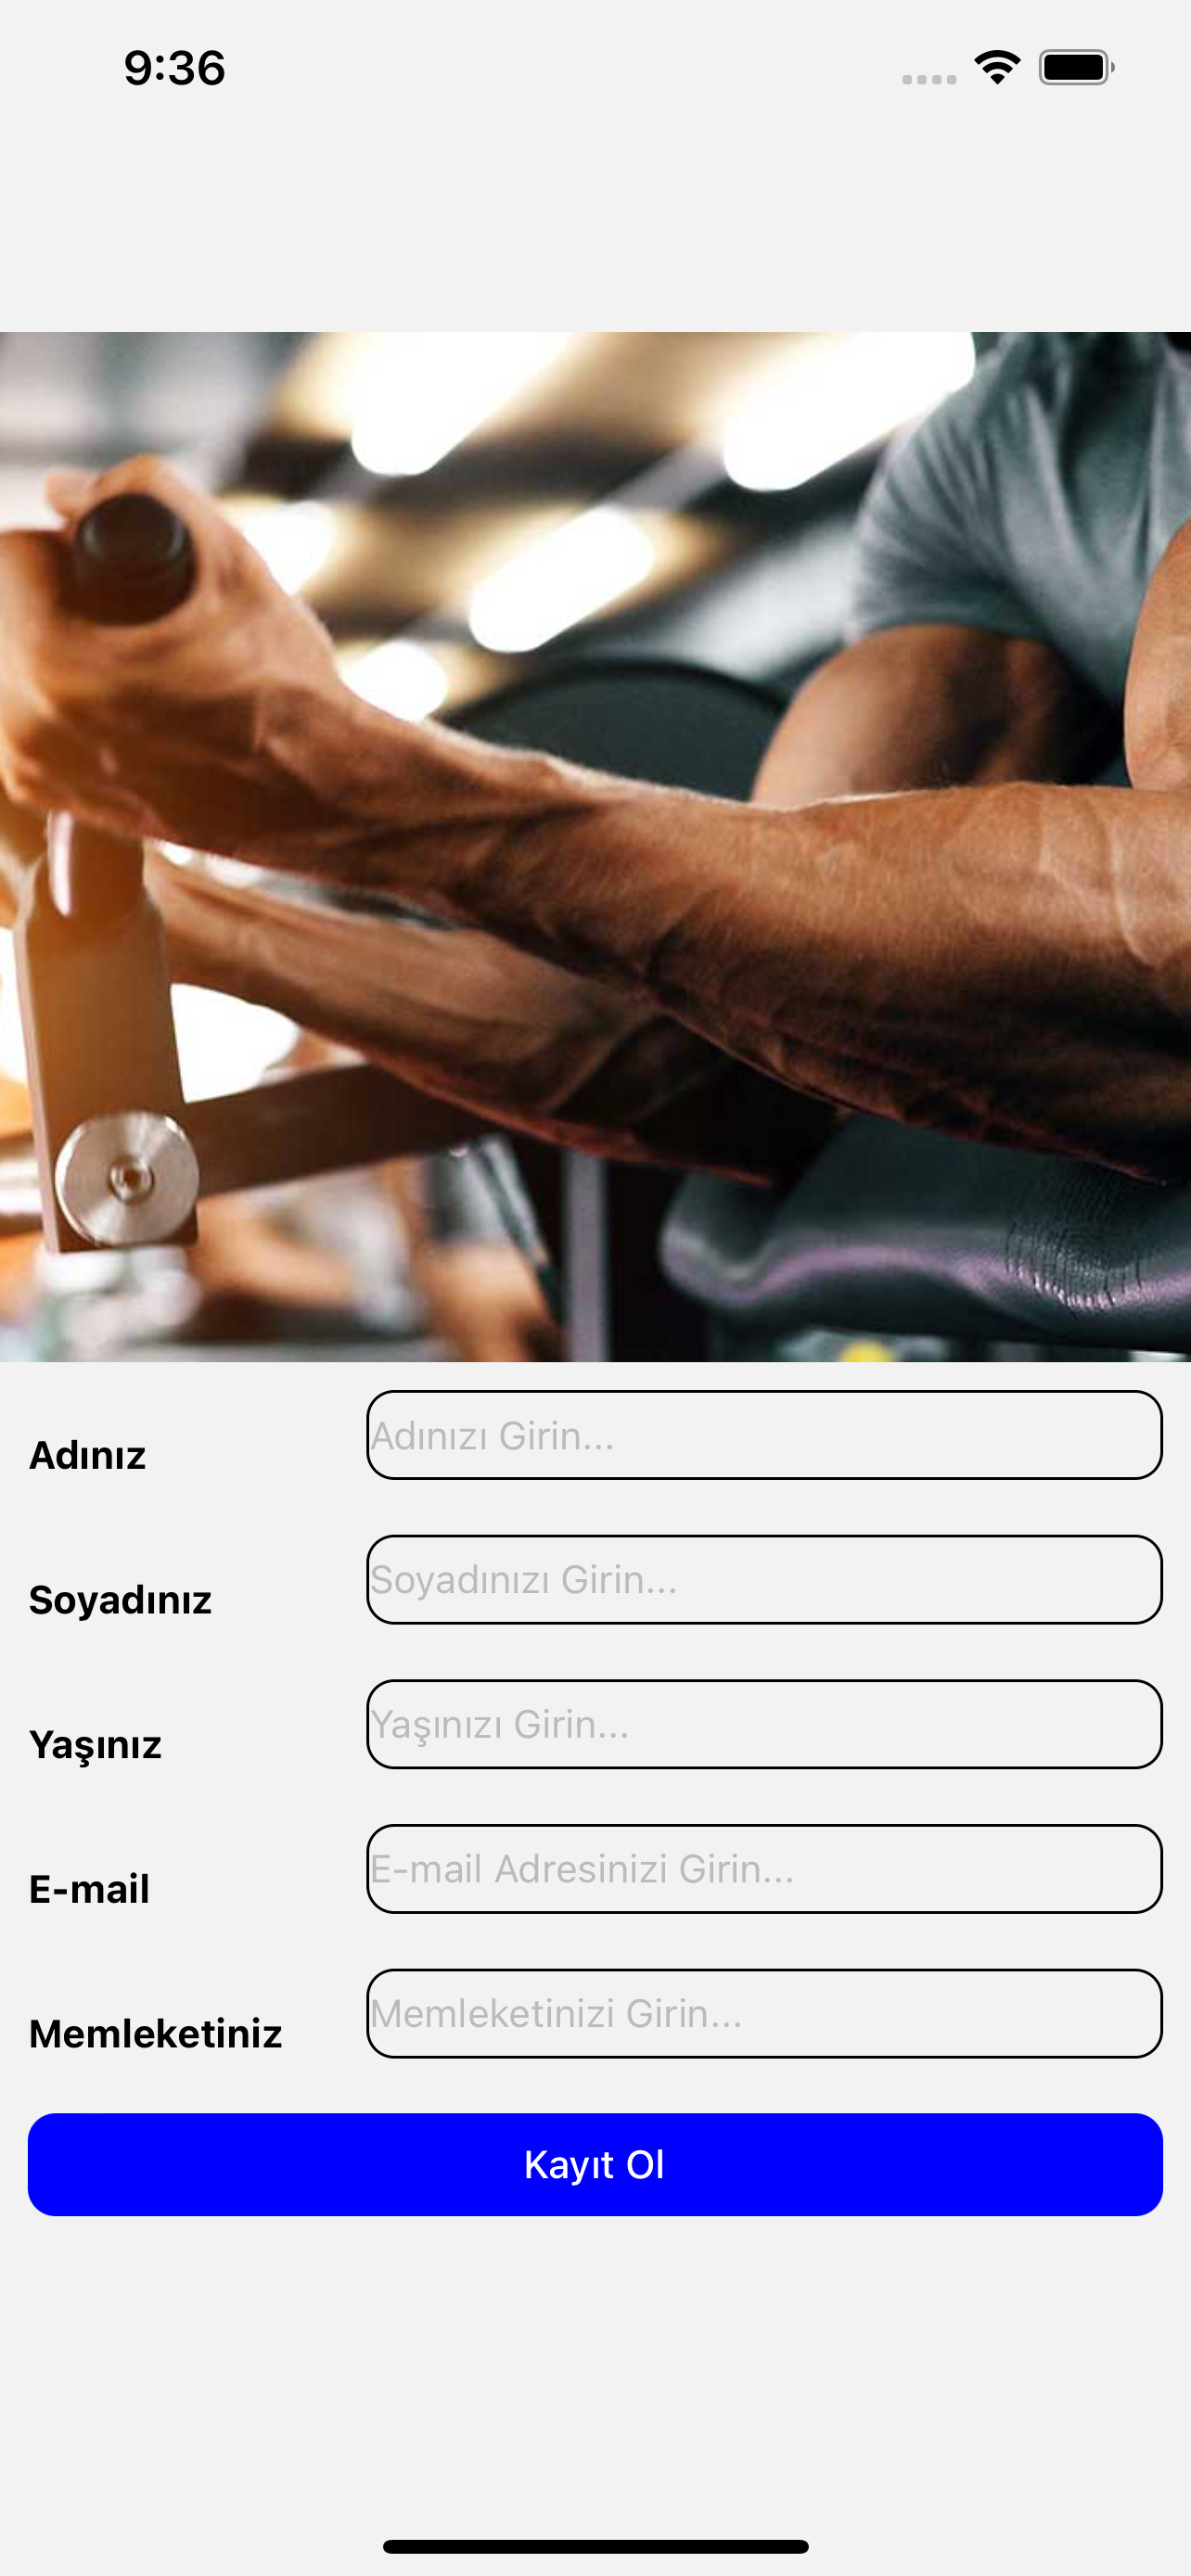 9:36
Adınız
Adınızı Girin...
Soyadınız
Soyadınızı Girin...
Yaşınız
Yaşınızı Girin...
E-mail
E-mail Adresinizi Girin...
Memleketiniz
Memleketinizi Girin...
Kayıt Ol